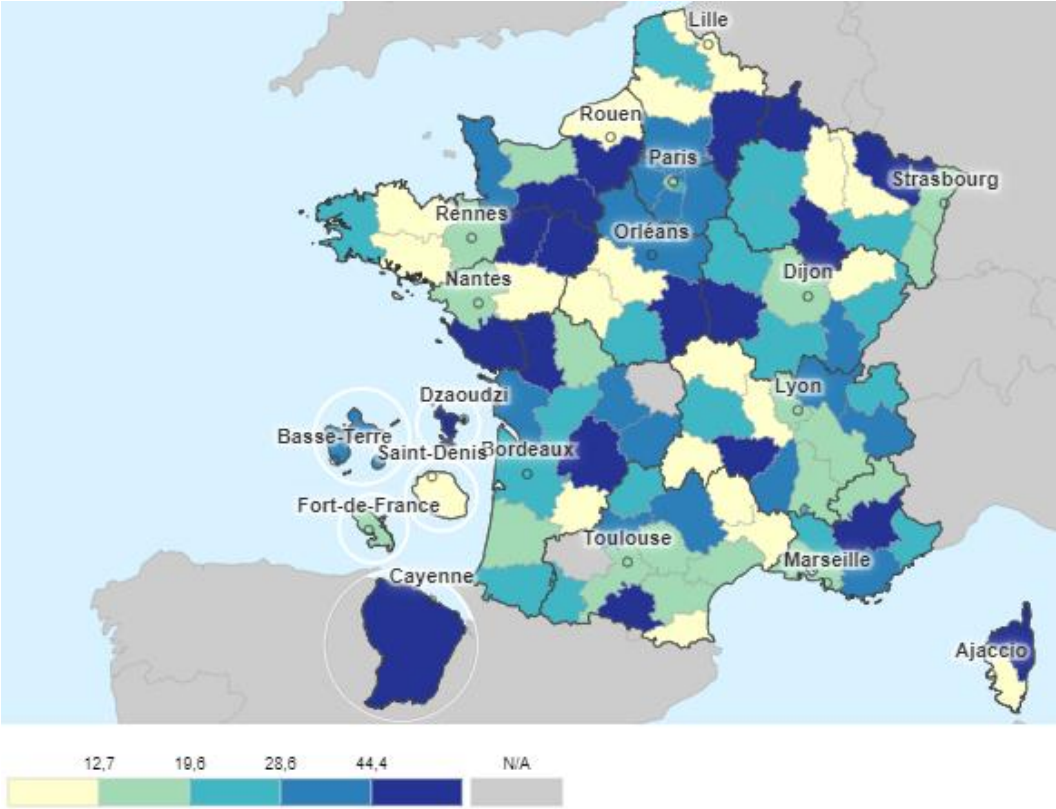 Lille
Rouen
Paris
Strasbourg
Rennes
Orléans
Nantes
Dijon
Dzaoudzi
Lyon
Basse-Terre
Saint-Denis
Bordeaux
Fort-de-France
Toulouse
Marseille
Cayenne
Ajaccio
12,7 19,6 28,6 44,4 N/A